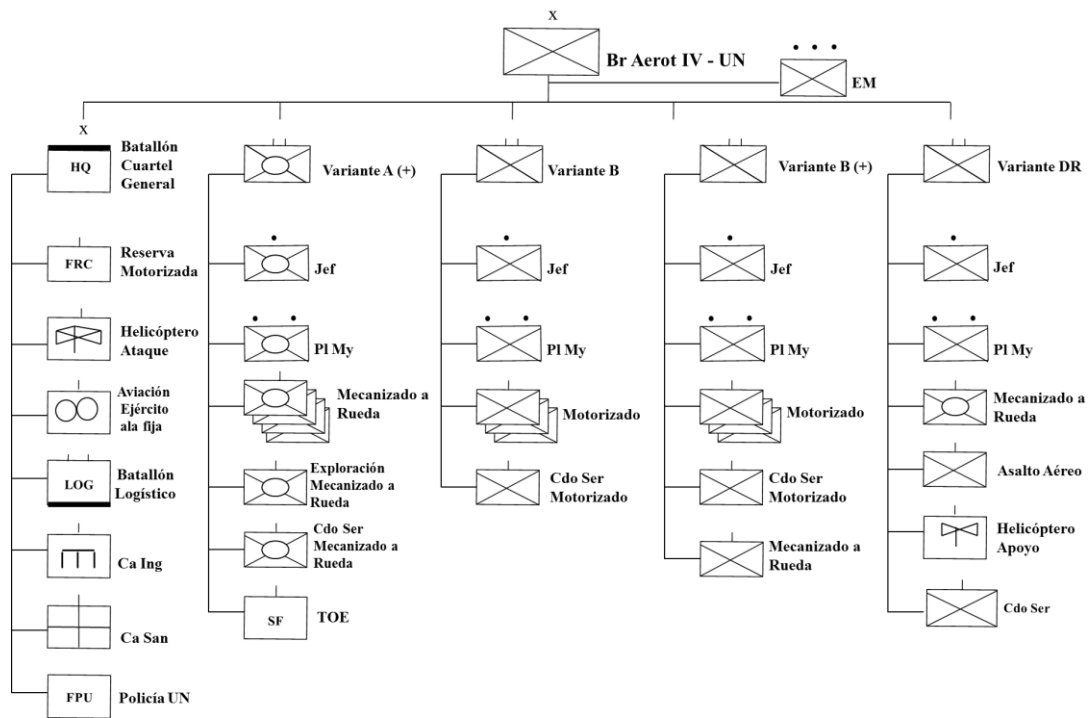 X
Br Aerot IV - UN
EM
X
HQ
Batallón
Cuartel
General
FRC
Reserva
Motorizada
Helicóptero
Ataque
Aviación
Ejército
ala fija
LOG
Batallón
Logístico
Ca Ing
Ca San
FPU
Policía UN
Variante A (+)
Jef
Pl My
Mecanizado a
Rueda
Exploración
Mecanizado a
Rueda
Cdo Ser
Mecanizado a
Rueda
SF
TOE
Variante B
Jef
Pl My
Motorizado
Cdo Ser
Motorizado
Variante B (+)
Jef
Pl My
Motorizado
Cdo Ser
Motorizado
Mecanizado a
Rueda
Variante DR
Jef
Pl My
Mecanizado a
Rueda
Asalto Aéreo
Helicóptero
Apoyo
Cdo Ser